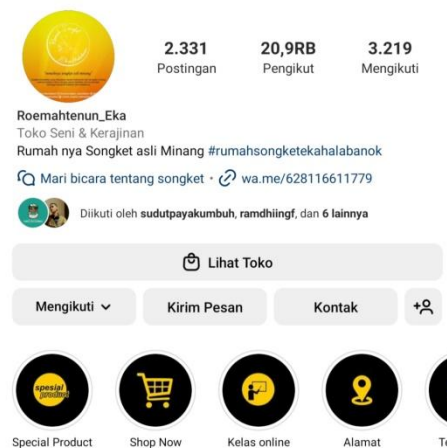 2.331 20,9RB 3.219
Postingan Pengikut Mengikuti
Roemahtenun_Eka
Toko Seni & Kerajinan
Rumah nya Songket asli Minang #rumahsongketekahalabanok
Mari bicara tentang songket · wa.me/628116611779
Diikuti oleh sudutpayakumbuh, ramdhiingf, dan 6 lainnya
Lihat Toko
Mengikuti Kirim Pesan Kontak
spesial
product
Special Product Shop Now Kelas online Alamat